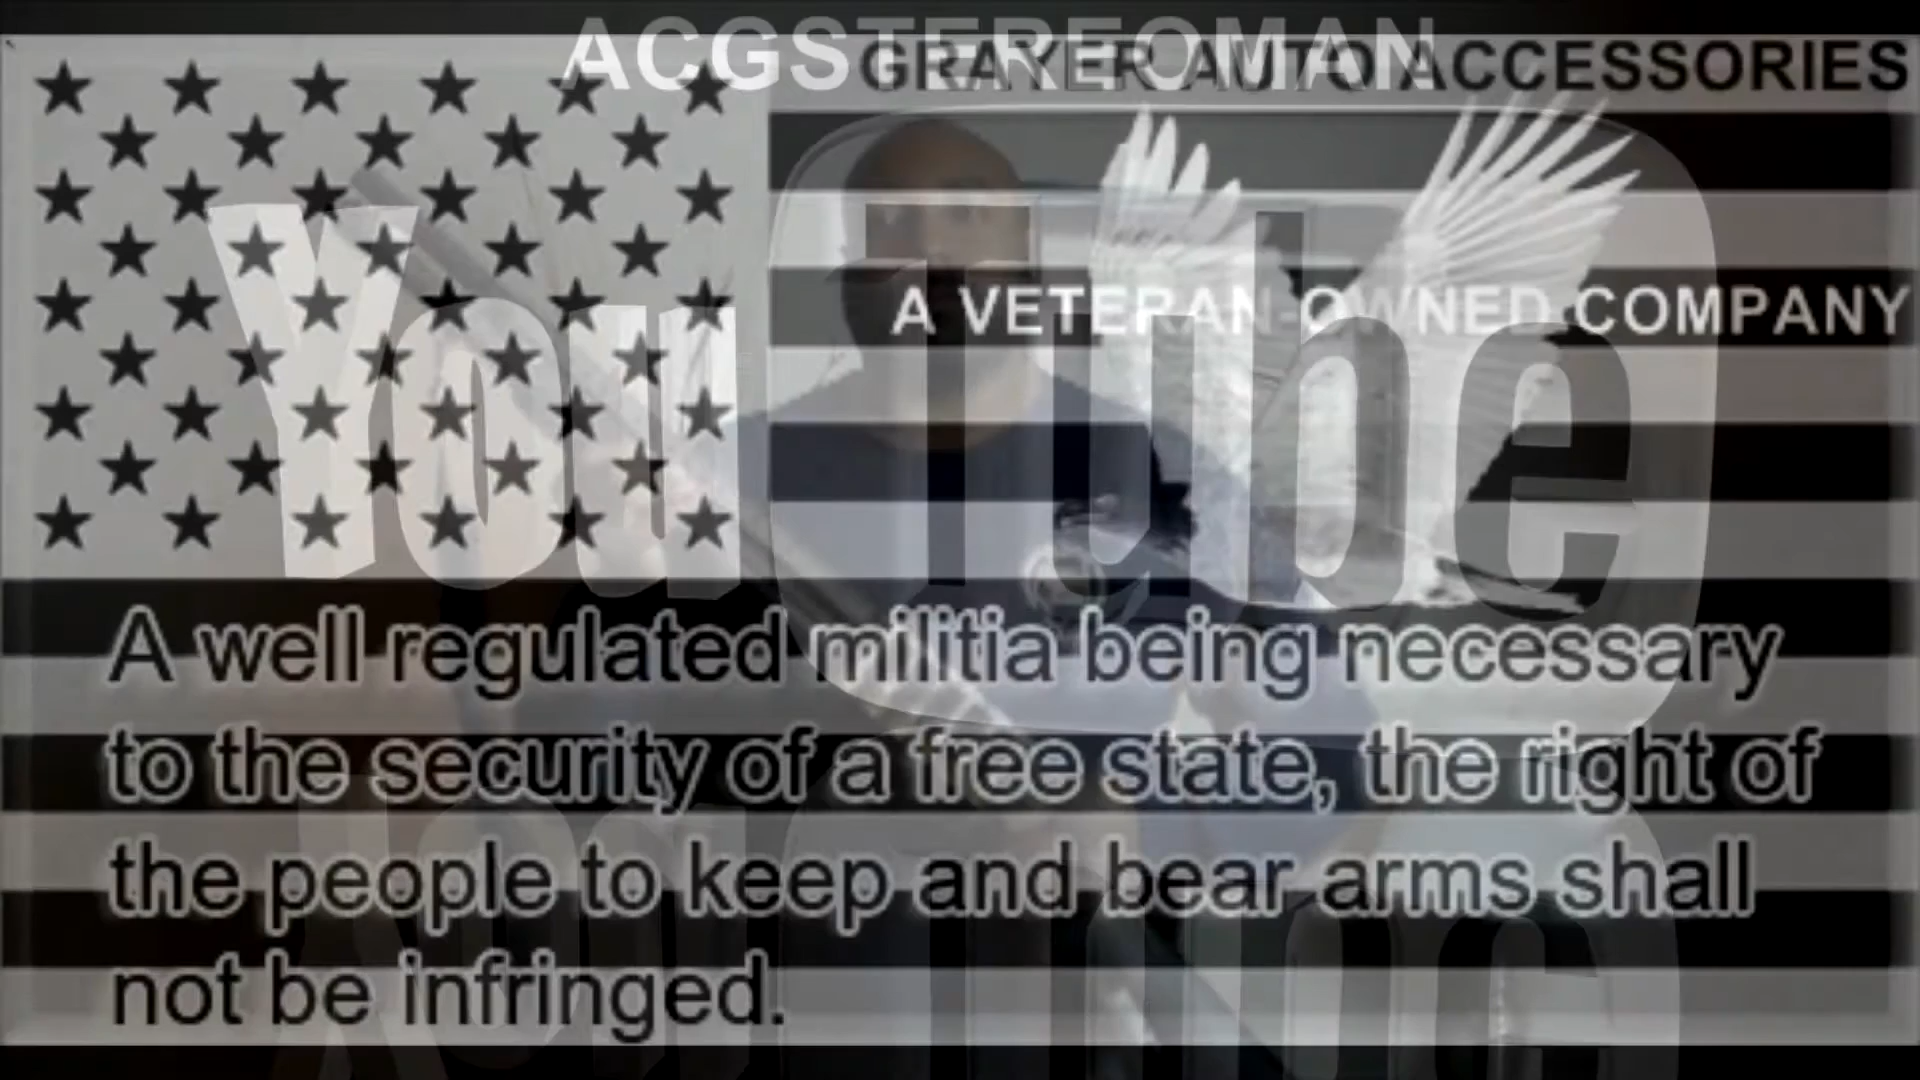 ACGSTEREOMAN
GRAYER AUTO ACCESSORIES
A VETERAN-OWNED COMPANY
YouTube
A well regulated militia being necessary
to the security of a free state, the right of
the people to keep and bear arms shall
not be infringed.